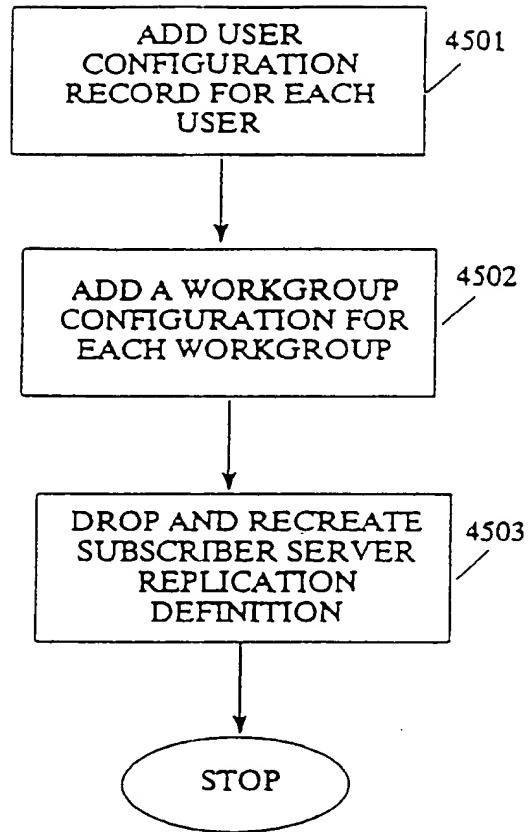 ADD USER
CONFIGURATION
RECORD FOR EACH
USER
4501
ADD A WORKGROUP
CONFIGURATION FOR
EACH WORKGROUP
4502
DROP AND RECREATE
SUBSCRIBER SERVER
REPLICATION
DEFINITION
4503
STOP